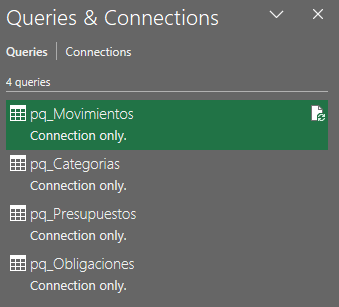 Queries & Connections
Queries | Connections
4 queries
pq_Movimientos
Connection only.
pq_Categorias
Connection only.
pq_Presupuestos
Connection only.
pq_Obligaciones
Connection only.